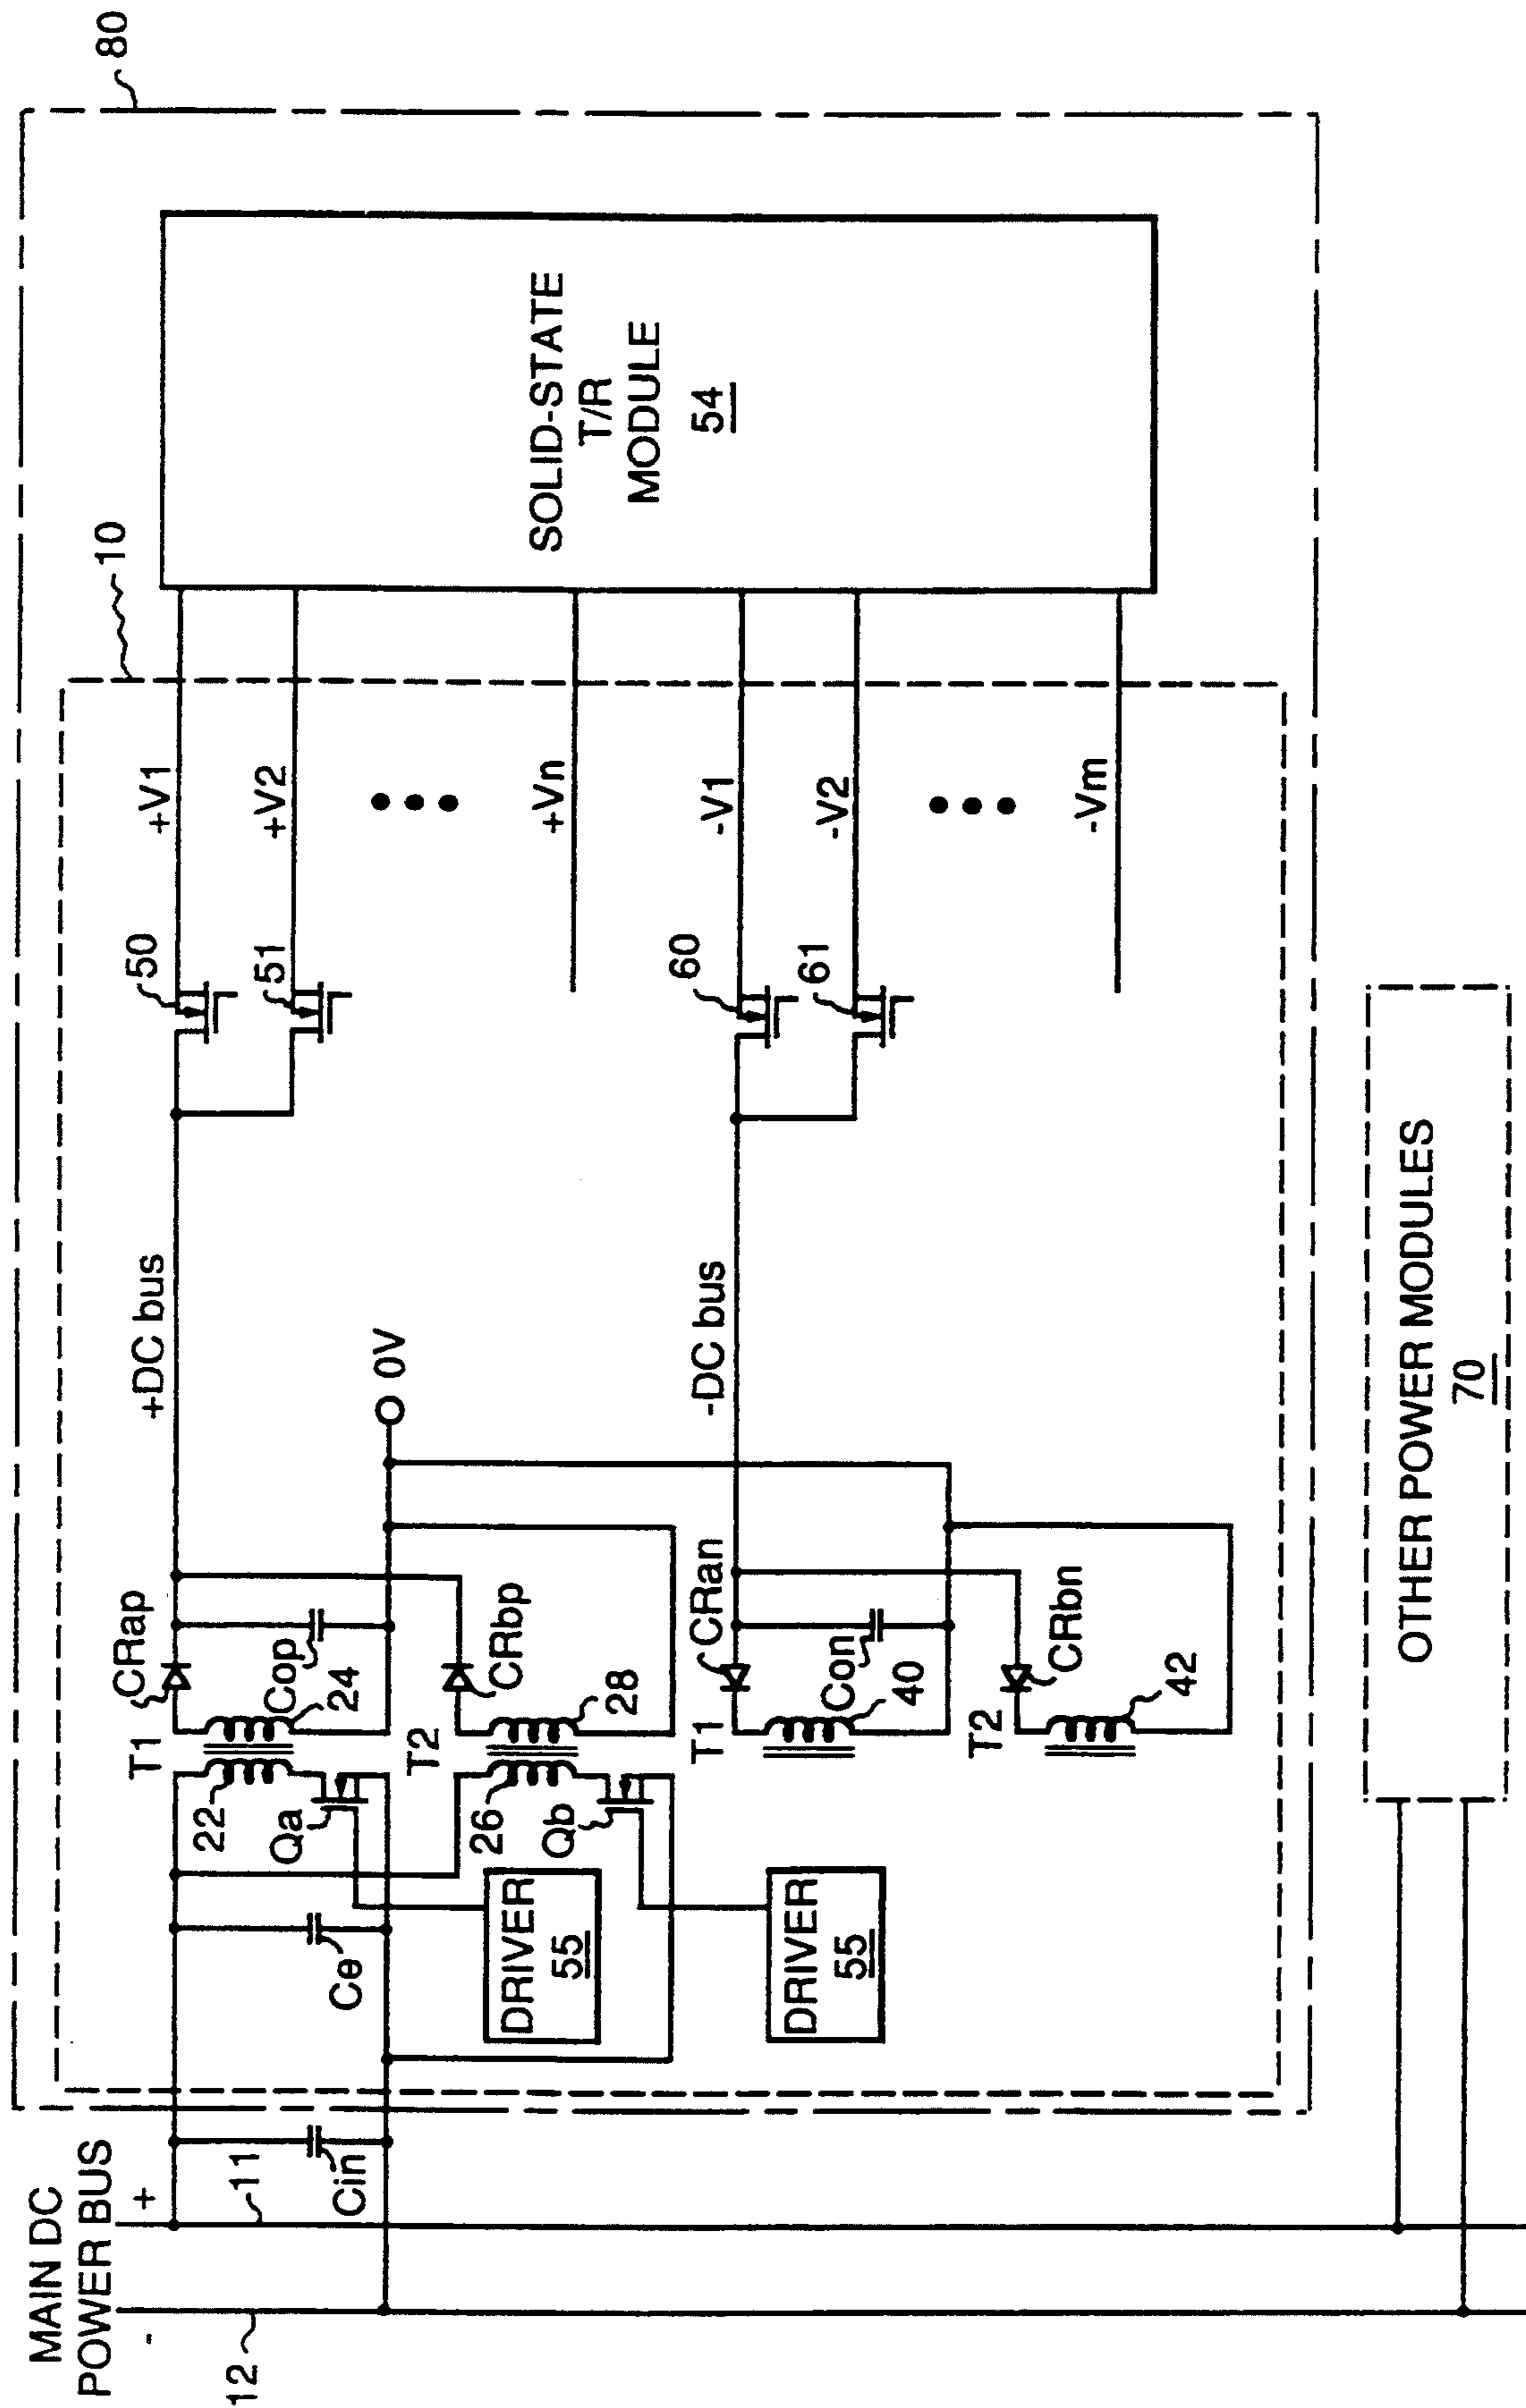 MAIN DC
POWER BUS
-
+
12
11
Cin
80
10
Ce
T1
22
24
Qa
CRap
Cop
+DC bus
0V
50
51
+V1
+V2
+Vn
T2
26
28
Qb
CRbp
DRIVER
55
DRIVER
55
T1
CRan
Con
40
-DC bus
60
61
-V1
-V2
-Vm
T2
CRbn
42
SOLID-STATE
T/R
MODULE
54
OTHER POWER MODULES
70